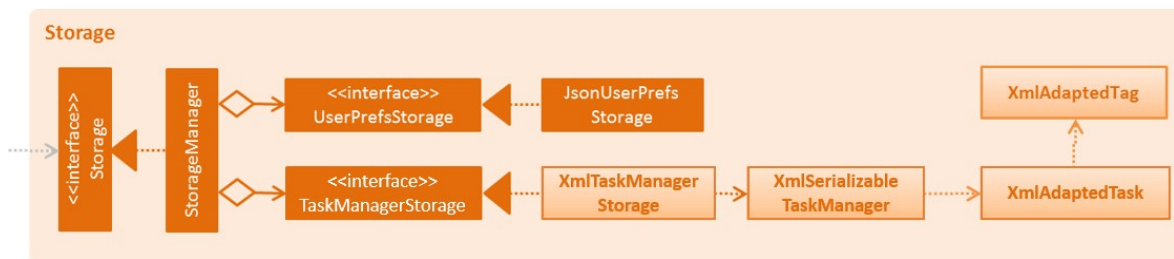 Storage
<<interface>>
Storage
StorageManager
<<interface>>
UserPrefsStorage
JsonUserPrefs
Storage
<<interface>>
TaskManagerStorage
XmlTaskManager
Storage
XmlSerializable
TaskManager
XmlAdaptedTag
XmlAdaptedTask